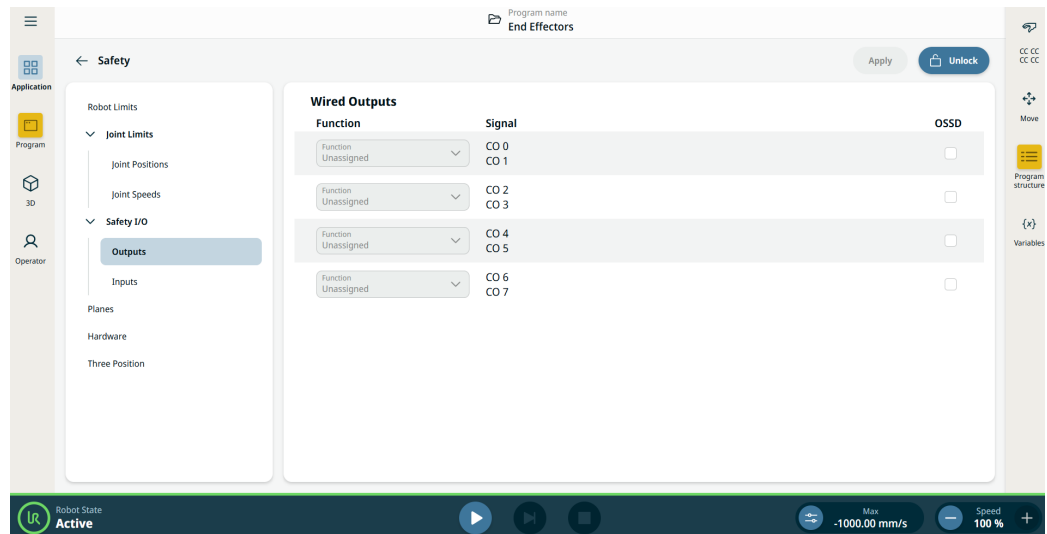 Program name
End Effectors
Application
Program
3D
Operator
Safety
Apply
Unlock
Robot Limits
Joint Limits
Joint Positions
Joint Speeds
Safety I/O
Outputs
Inputs
Planes
Hardware
Three Position
Wired Outputs
Function
Signal
OSSD
Function
Unassigned
CO 0
CO 1
Function
Unassigned
CO 2
CO 3
Function
Unassigned
CO 4
CO 5
Function
Unassigned
CO 6
CO 7
CC CC
CC CC
Move
Program
structure
{x}
Variables
UR
Robot State
Active
Max
-1000.00 mm/s
Speed
100 %